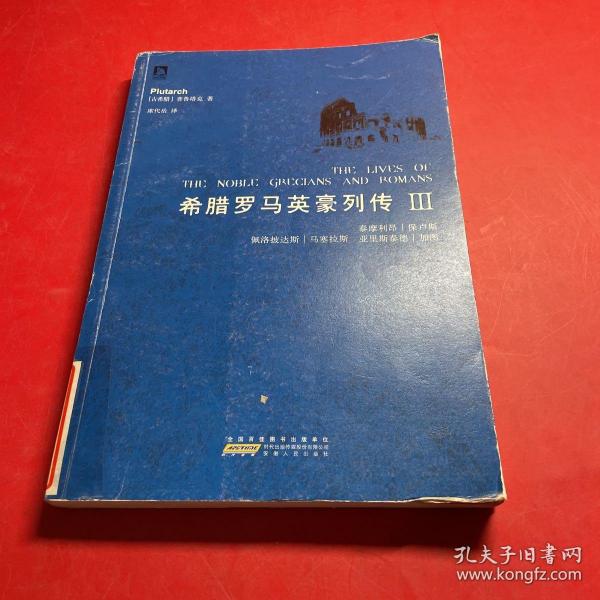 Plutarch
[古希腊] 普鲁塔克 著
席代岳 译
THE LIVES OF
THE NOBLE GRECIANS AND ROMANS
希腊罗马英豪列传 III
泰摩利昂|保卢斯
佩洛披达斯|马塞拉斯 亚里斯泰德|加图
全国百佳图书出版单位
APGTIME 时代出版传媒股份有限公司
安徽人民出版社
孔夫子旧书网
www.kongfz.com